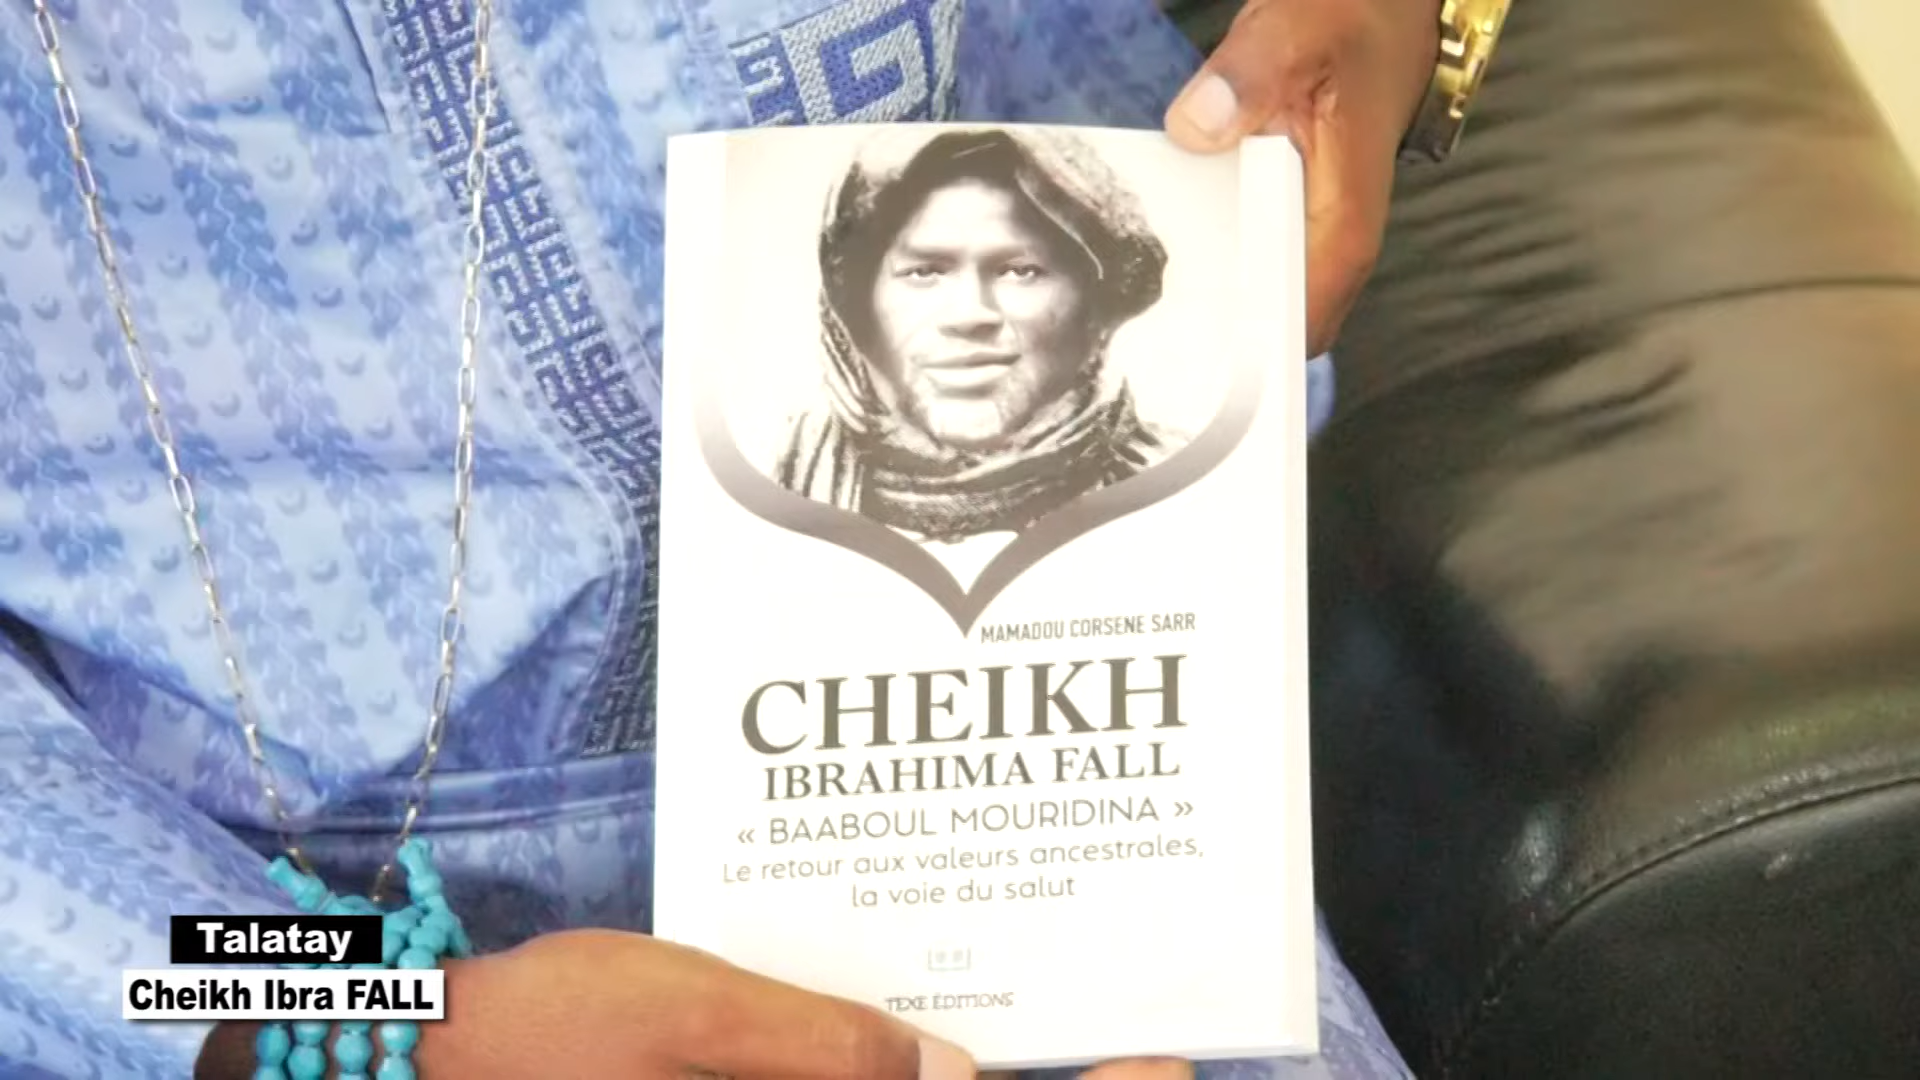 MAMADOU CORSENE SARR
CHEIKH
IBRAHIMA FALL
« BAABOUL MOURIDINA »
Le retour aux valeurs ancestrales,
la voie du salut
ÉDITIONS
Talatay
Cheikh Ibra FALL